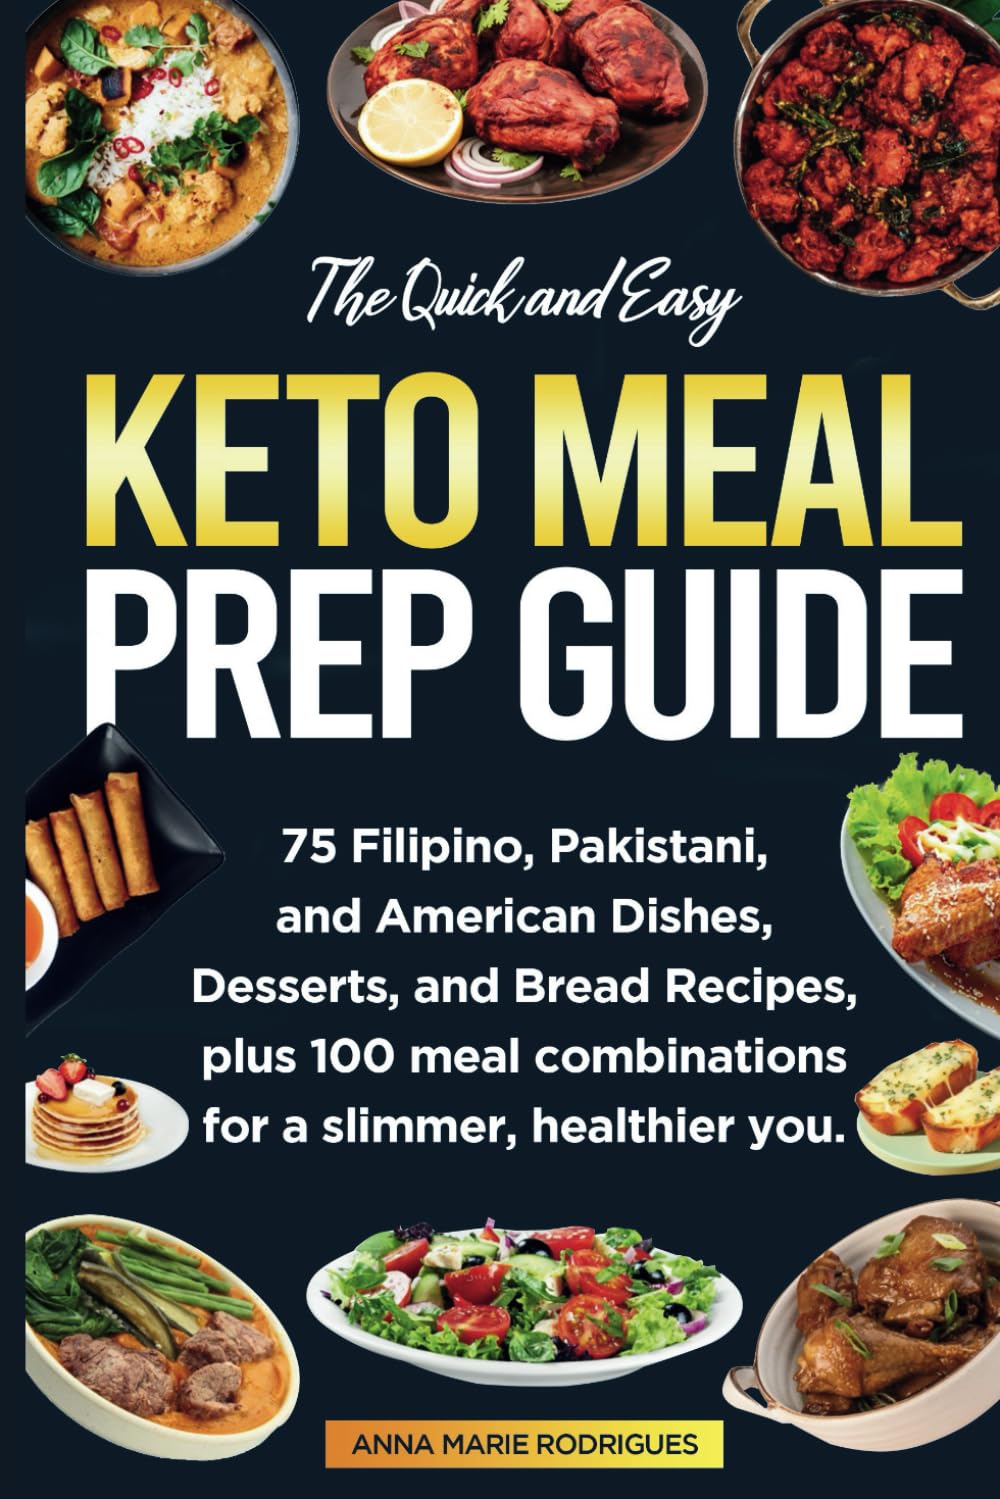 The Quick and Easy
KETO MEAL
PREP GUIDE
75 Filipino, Pakistani,
and American Dishes,
Desserts, and Bread Recipes,
plus 100 meal combinations
for a slimmer, healthier you.
ANNA MARIE RODRIGUES